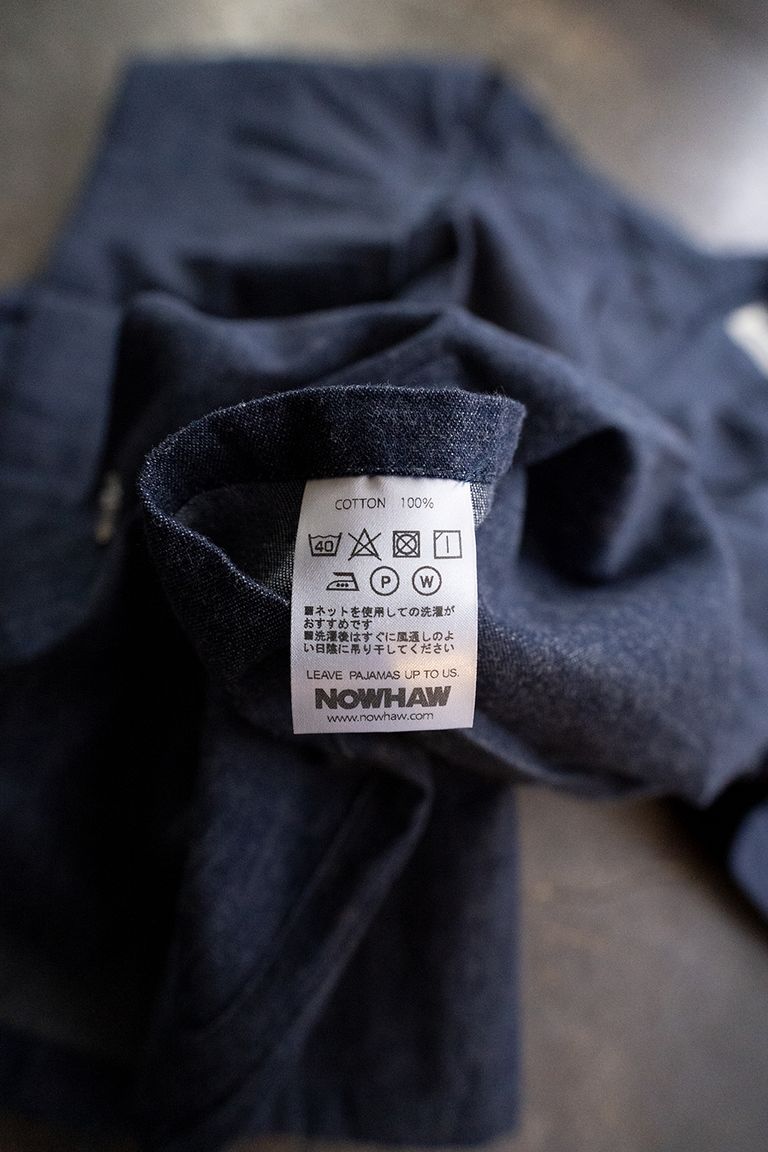 COTTON 100%
40
P W
■ネットを使用しての洗濯が
おすすめです
■洗濯後はすぐに風通しのよ
い日陰に吊り干してください
LEAVE PAJAMAS UP TO US.
NOWHAW
www.nowhaw.com